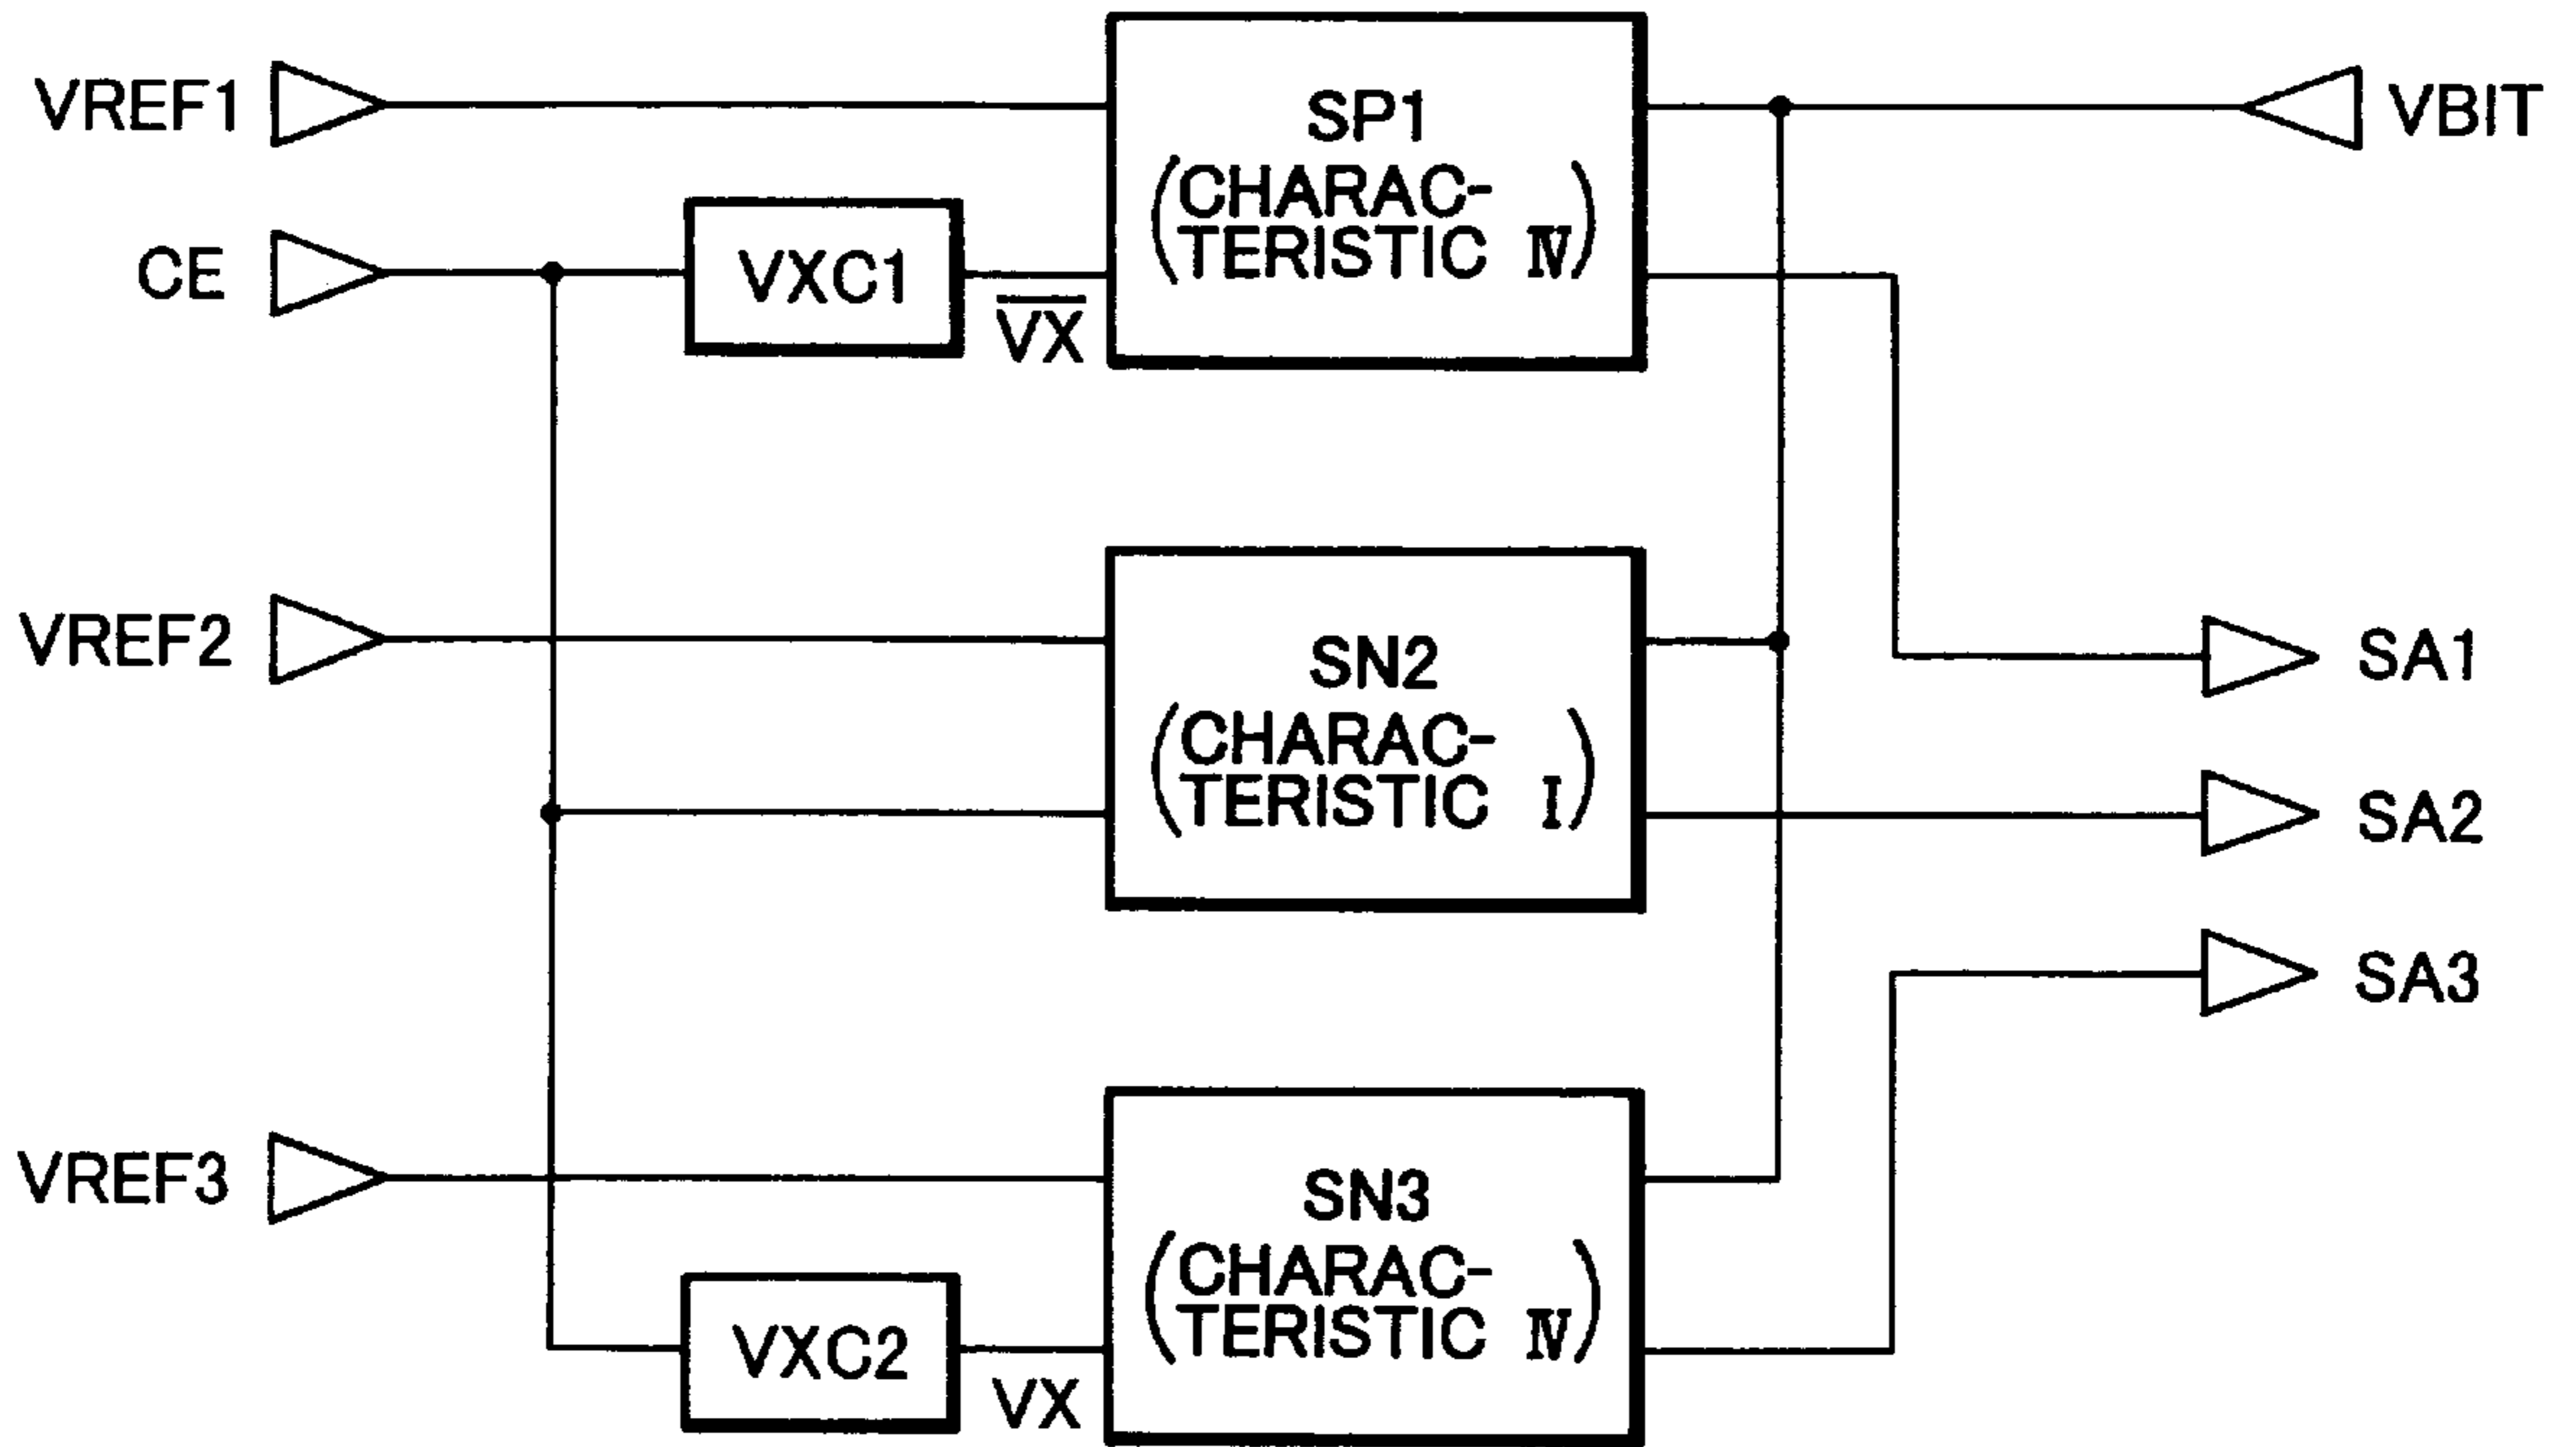 VREF1
SP1
(CHARAC-
TERISTIC IV)
VBIT
CE
VXC1
V̅X̅
VREF2
SN2
(CHARAC-
TERISTIC I)
SA1
SA2
SA3
VREF3
SN3
(CHARAC-
TERISTIC IV)
VXC2
VX